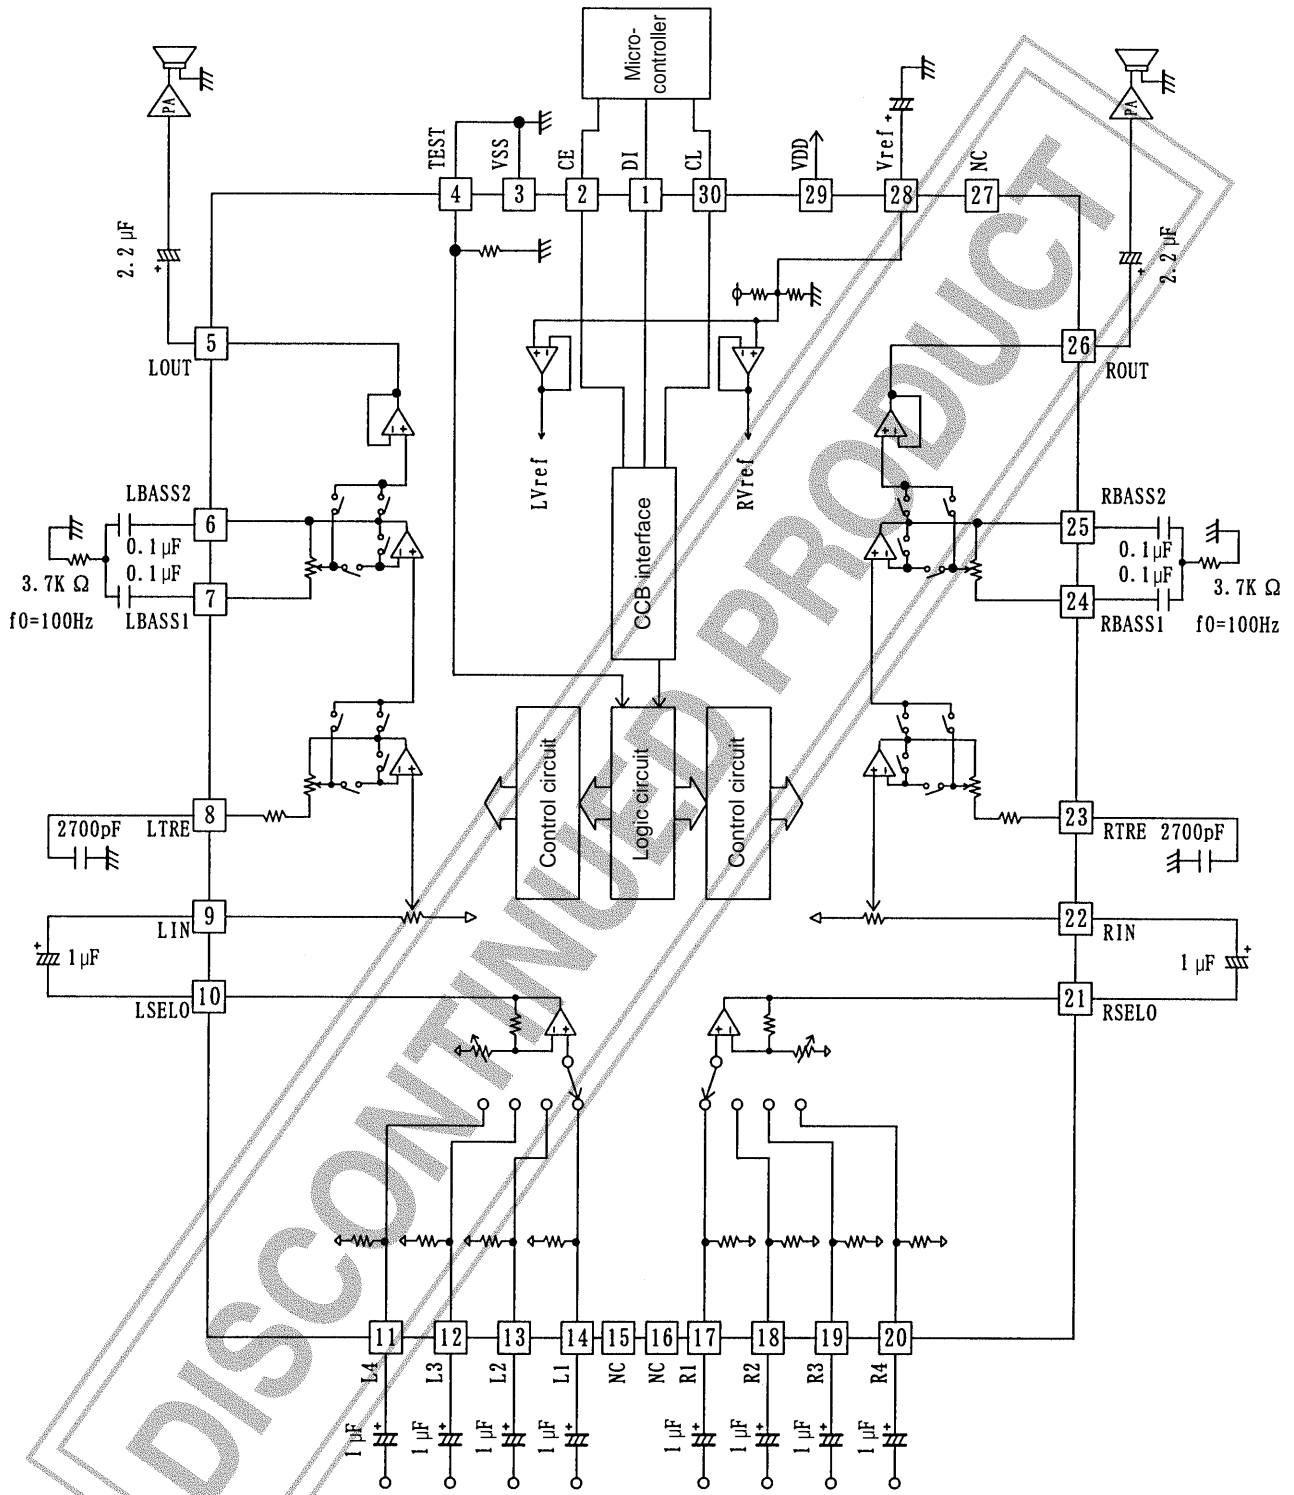 Micro-
controller
PA
PA
TEST
VSS
CE
DI
CL
VDD
Vref
+
NC
4
3
2
1
30
29
28
27
2.2 µF
+
2.2 µF
+
5
LOUT
26
ROUT
LVref
RVref
LBASS2
6
0.1µF
0.1µF
3.7K Ω
7
LBASS1
f0=100Hz
RBASS2
25
0.1µF
0.1µF
3.7K Ω
24
RBASS1
f0=100Hz
CCB interface
Control circuit
Logic circuit
Control circuit
8
2700pF
LTRE
23
RTRE
2700pF
9
LIN
1µF
+
10
LSELO
22
RIN
1µF
+
21
RSELO
11
12
13
14
15
16
17
18
19
20
L4
L3
L2
L1
NC
NC
R1
R2
R3
R4
1µF
+
1µF
+
1µF
+
1µF
+
1µF
+
1µF
+
1µF
+
1µF
+
DISCONTINUED PRODUCT